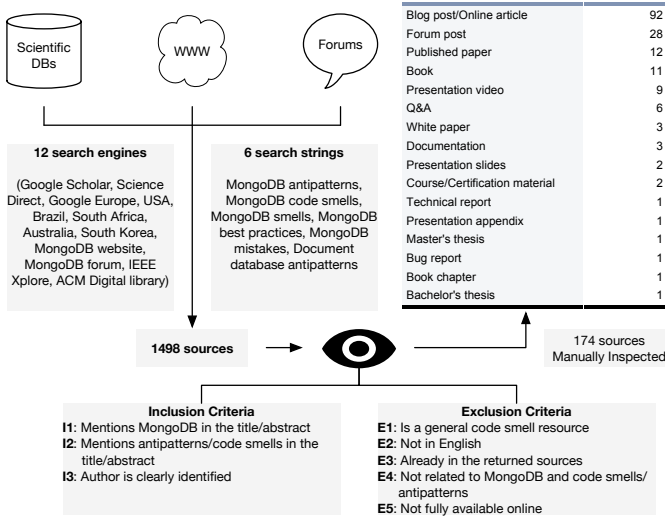 Scientific
DBs
WWW
Forums
Blog post/Online article 92
Forum post 28
Published paper 12
Book 11
Presentation video 9
Q&A 6
White paper 3
Documentation 3
Presentation slides 2
Course/Certification material 2
Technical report 1
Presentation appendix 1
Master's thesis 1
Bug report 1
Book chapter 1
Bachelor's thesis 1
12 search engines
(Google Scholar, Science
Direct, Google Europe, USA,
Brazil, South Africa,
Australia, South Korea,
MongoDB website,
MongoDB forum, IEEE
Xplore, ACM Digital library)
6 search strings
MongoDB antipatterns,
MongoDB code smells,
MongoDB smells, MongoDB
best practices, MongoDB
mistakes, Document
database antipatterns
1498 sources
174 sources
Manually Inspected
Inclusion Criteria
I1: Mentions MongoDB in the title/abstract
I2: Mentions antipatterns/code smells in the
title/abstract
I3: Author is clearly identified
Exclusion Criteria
E1: Is a general code smell resource
E2: Not in English
E3: Already in the returned sources
E4: Not related to MongoDB and code smells/
antipatterns
E5: Not fully available online